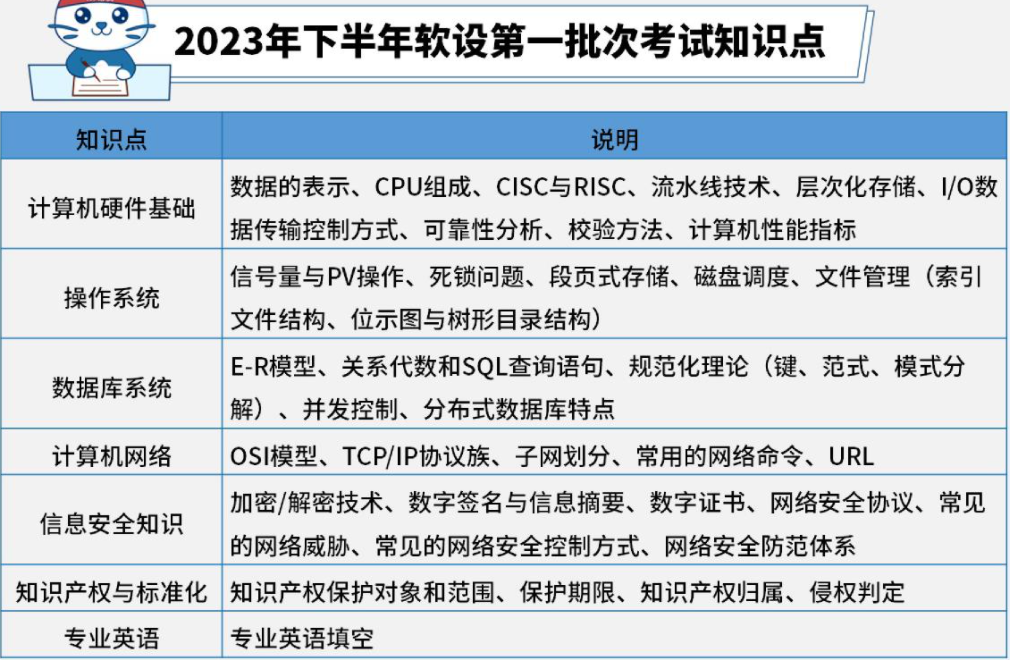 2023年下半年软设第一批次考试知识点
知识点
说明
计算机硬件基础
数据的表示、CPU组成、CISC与RISC、流水线技术、层次化存储、I/O数
据传输控制方式、可靠性分析、校验方法、计算机性能指标
操作系统
信号量与PV操作、死锁问题、段页式存储、磁盘调度、文件管理（索引
文件结构、位示图与树形目录结构）
数据库系统
E-R模型、关系代数和SQL查询语句、规范化理论（键、范式、模式分
解）、并发控制、分布式数据库特点
计算机网络
OSI模型、TCP/IP协议族、子网划分、常用的网络命令、URL
信息安全知识
加密/解密技术、数字签名与信息摘要、数字证书、网络安全协议、常见
的网络威胁、常见的网络安全控制方式、网络安全防范体系
知识产权与标准化
知识产权保护对象和范围、保护期限、知识产权归属、侵权判定
专业英语
专业英语填空